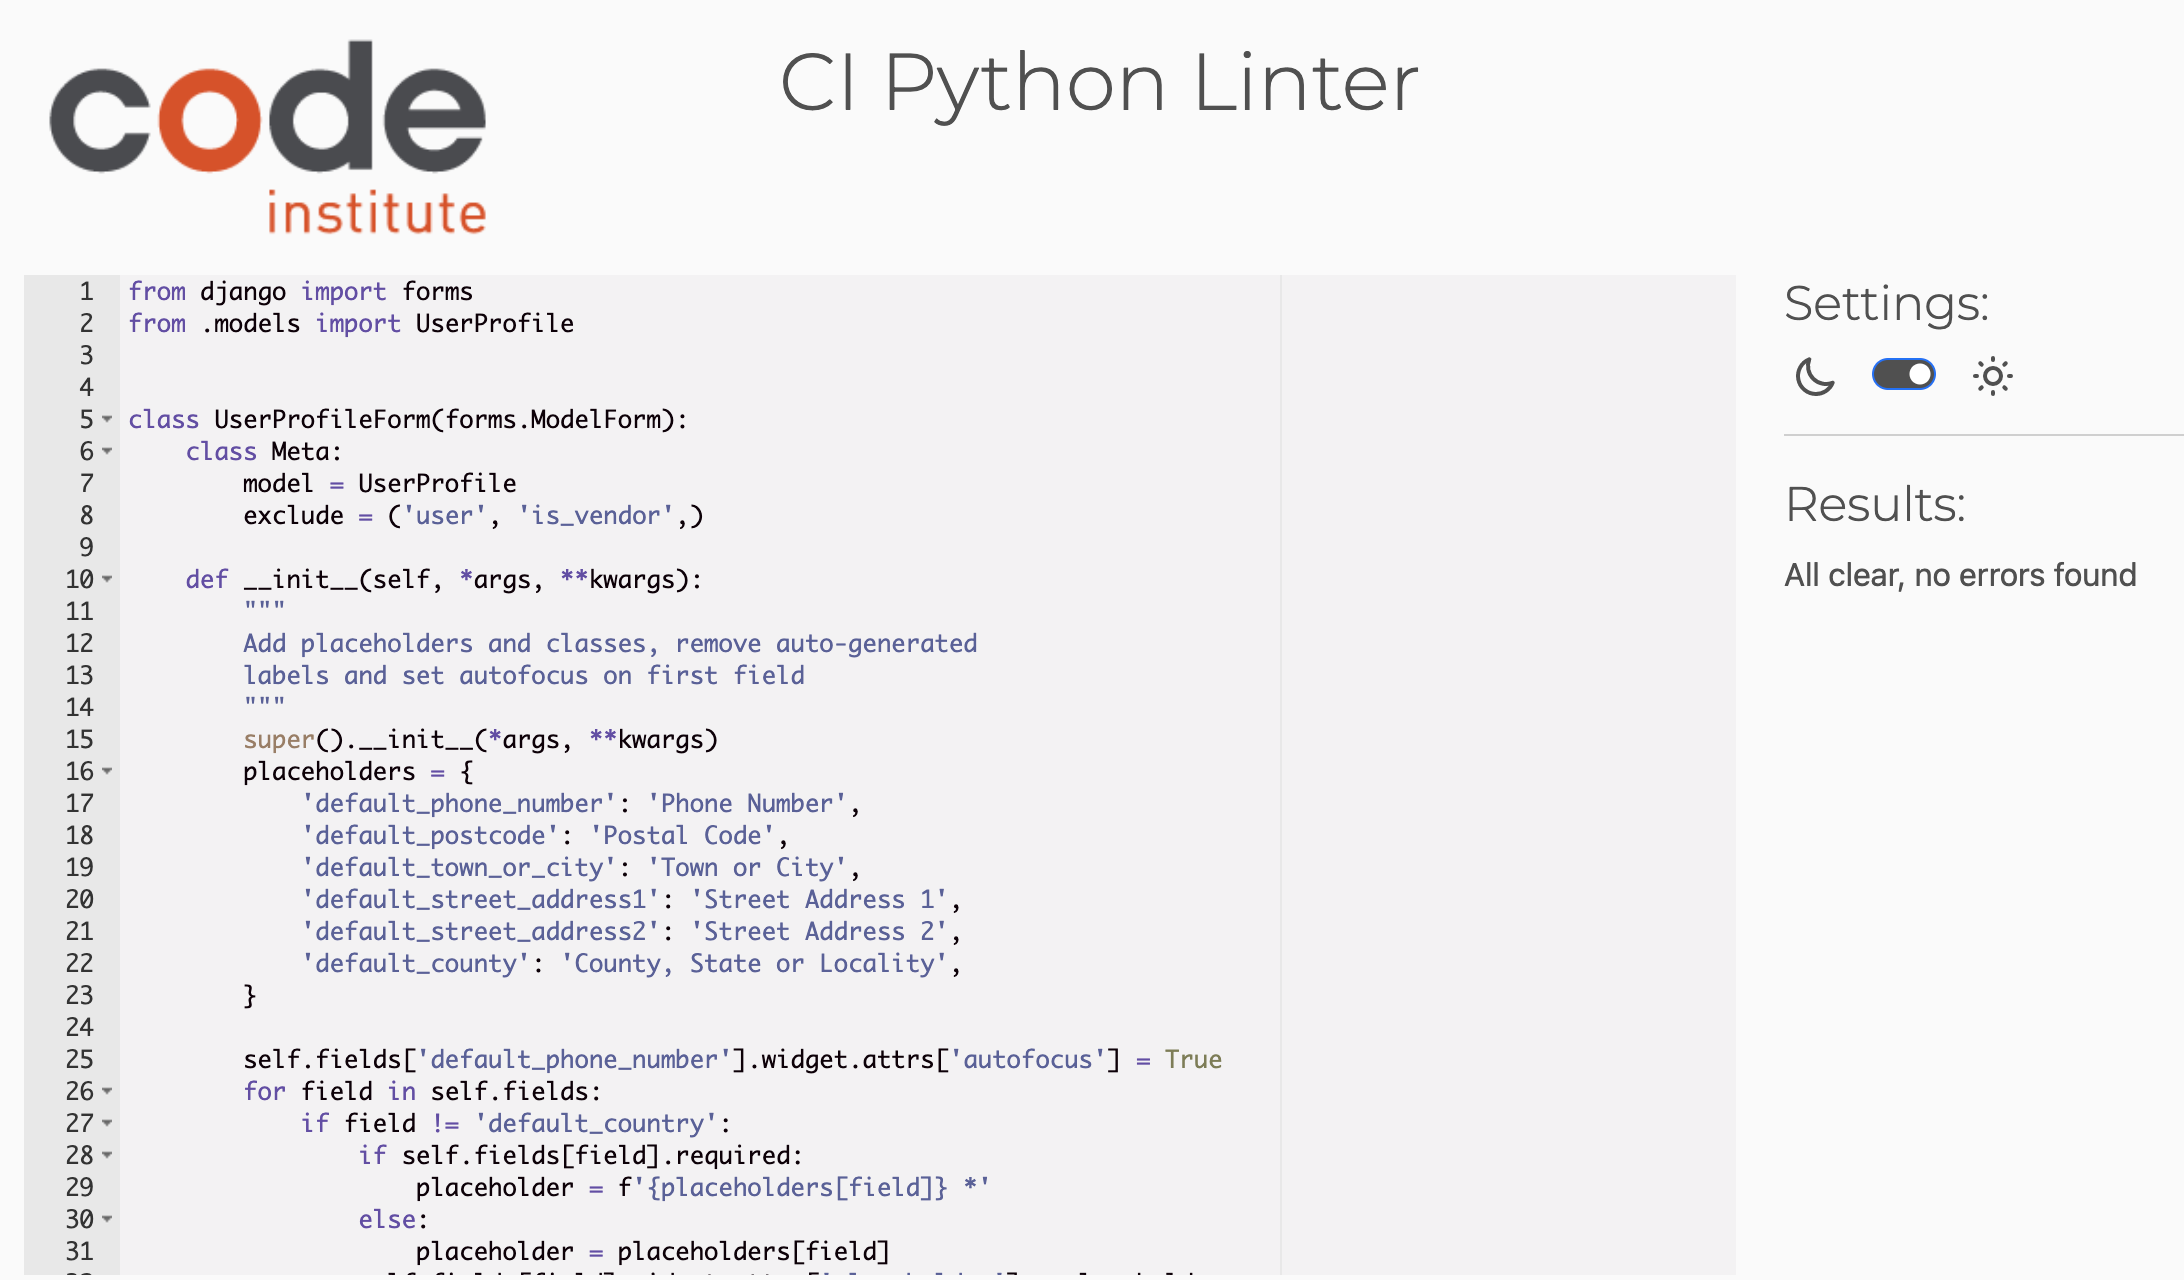 code
institute
CI Python Linter
1 from django import forms
2 from .models import UserProfile
3
4
5 class UserProfileForm(forms.ModelForm):
6     class Meta:
7         model = UserProfile
8         exclude = ('user', 'is_vendor',)
9
10     def __init__(self, *args, **kwargs):
11         """
12         Add placeholders and classes, remove auto-generated
13         labels and set autofocus on first field
14         """
15         super().__init__(*args, **kwargs)
16         placeholders = {
17             'default_phone_number': 'Phone Number',
18             'default_postcode': 'Postal Code',
19             'default_town_or_city': 'Town or City',
20             'default_street_address1': 'Street Address 1',
21             'default_street_address2': 'Street Address 2',
22             'default_county': 'County, State or Locality',
23         }
24
25         self.fields['default_phone_number'].widget.attrs['autofocus'] = True
26         for field in self.fields:
27             if field != 'default_country':
28                 if self.fields[field].required:
29                     placeholder = f'{placeholders[field]} *'
30                 else:
31                     placeholder = placeholders[field]
Settings:
Results:
All clear, no errors found